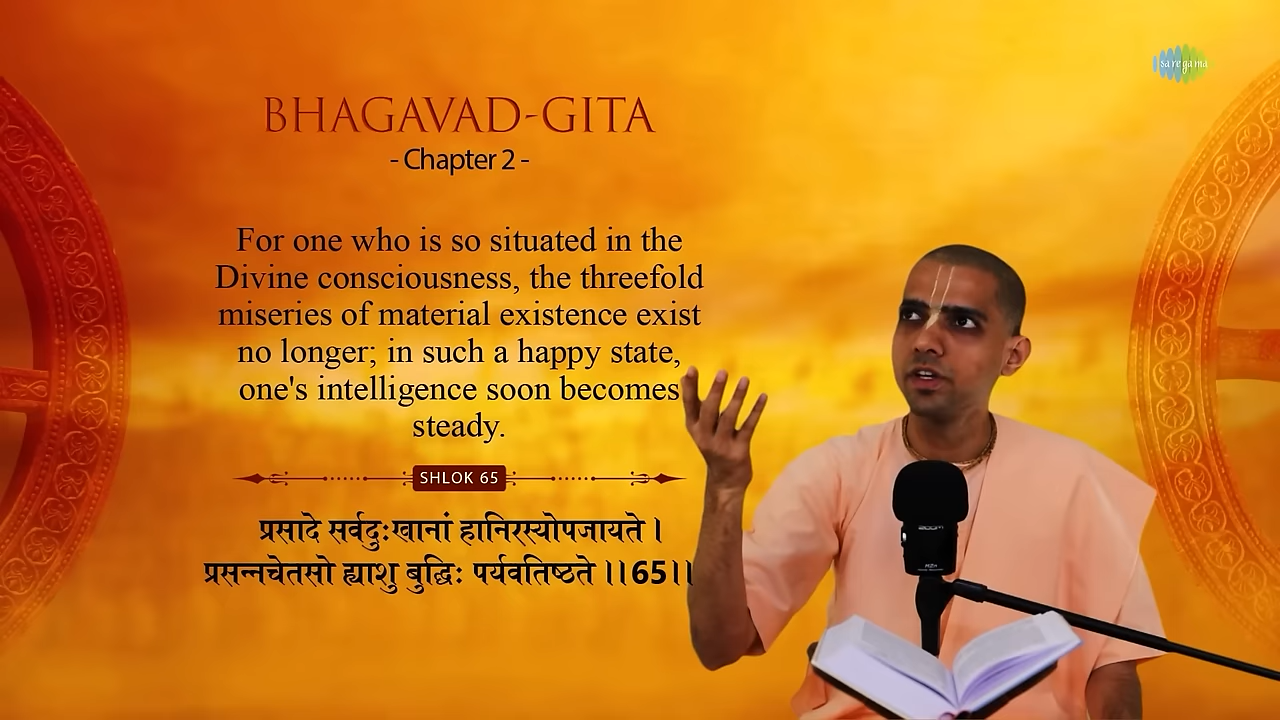 saregama
BHAGAVAD-GITA
- Chapter 2 -
For one who is so situated in the
Divine consciousness, the threefold
miseries of material existence exist
no longer; in such a happy state,
one's intelligence soon becomes
steady.
SHLOK 65
प्रसादे सर्वदुःखानां हानिरस्योपजायते ।
प्रसन्नचेतसो ह्याशु बुद्धिः पर्यवतिष्ठते ।।65।।
zoom